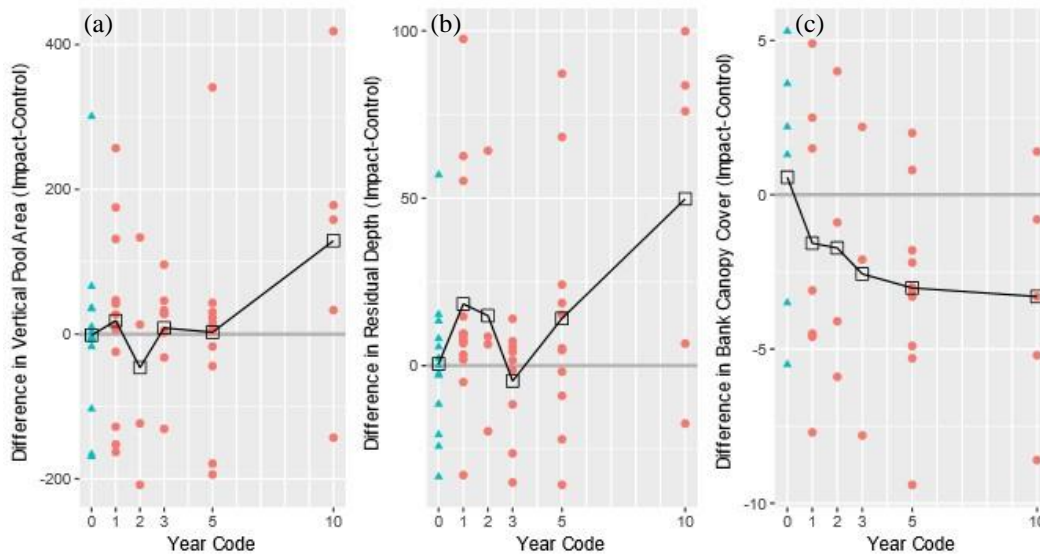 (a)
Difference in Vertical Pool Area (Impact-Control)
400
200
0
-200
0 1 2 3 5 10
Year Code
(b)
Difference in Residual Depth (Impact-Control)
100
50
0
0 1 2 3 5 10
Year Code
(c)
Difference in Bank Canopy Cover (Impact-Control)
5
0
-5
-10
0 1 2 3 5 10
Year Code